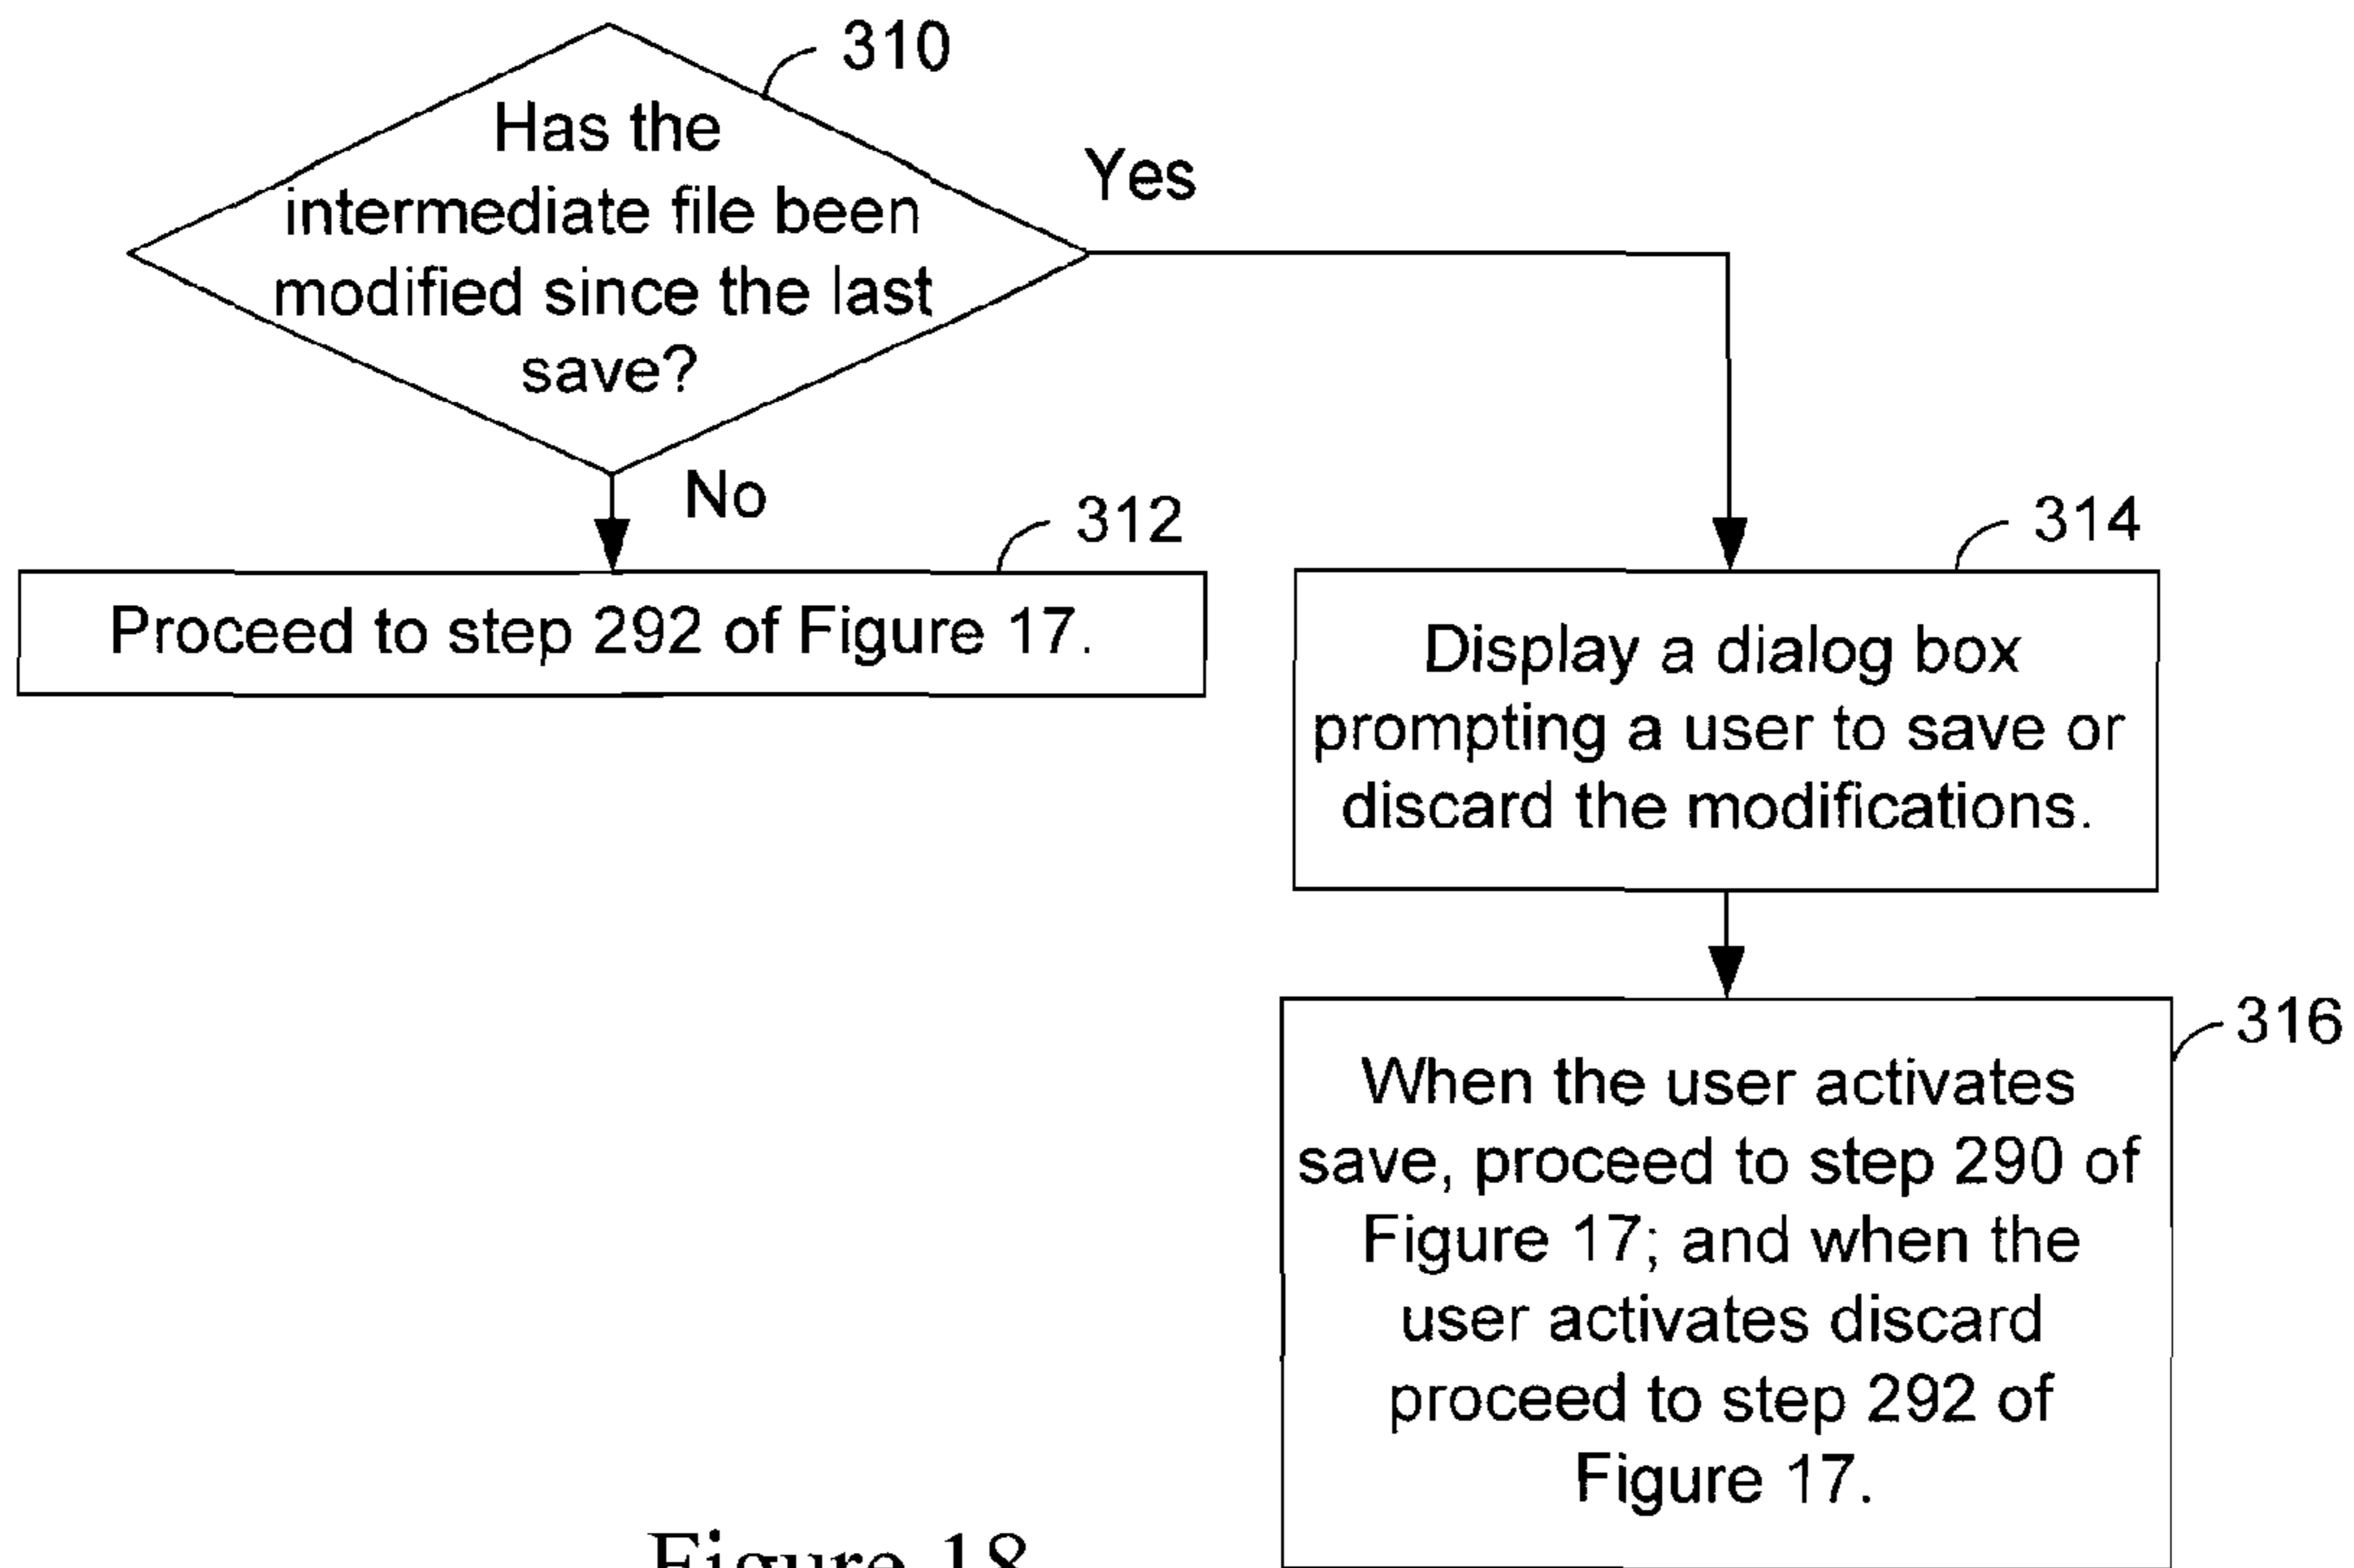 310
Has the
intermediate file been
modified since the last
save?
Yes
No
312
Proceed to step 292 of Figure 17.
314
Display a dialog box
prompting a user to save or
discard the modifications.
316
When the user activates
save, proceed to step 290 of
Figure 17; and when the
user activates discard
proceed to step 292 of
Figure 17.
Figure 18